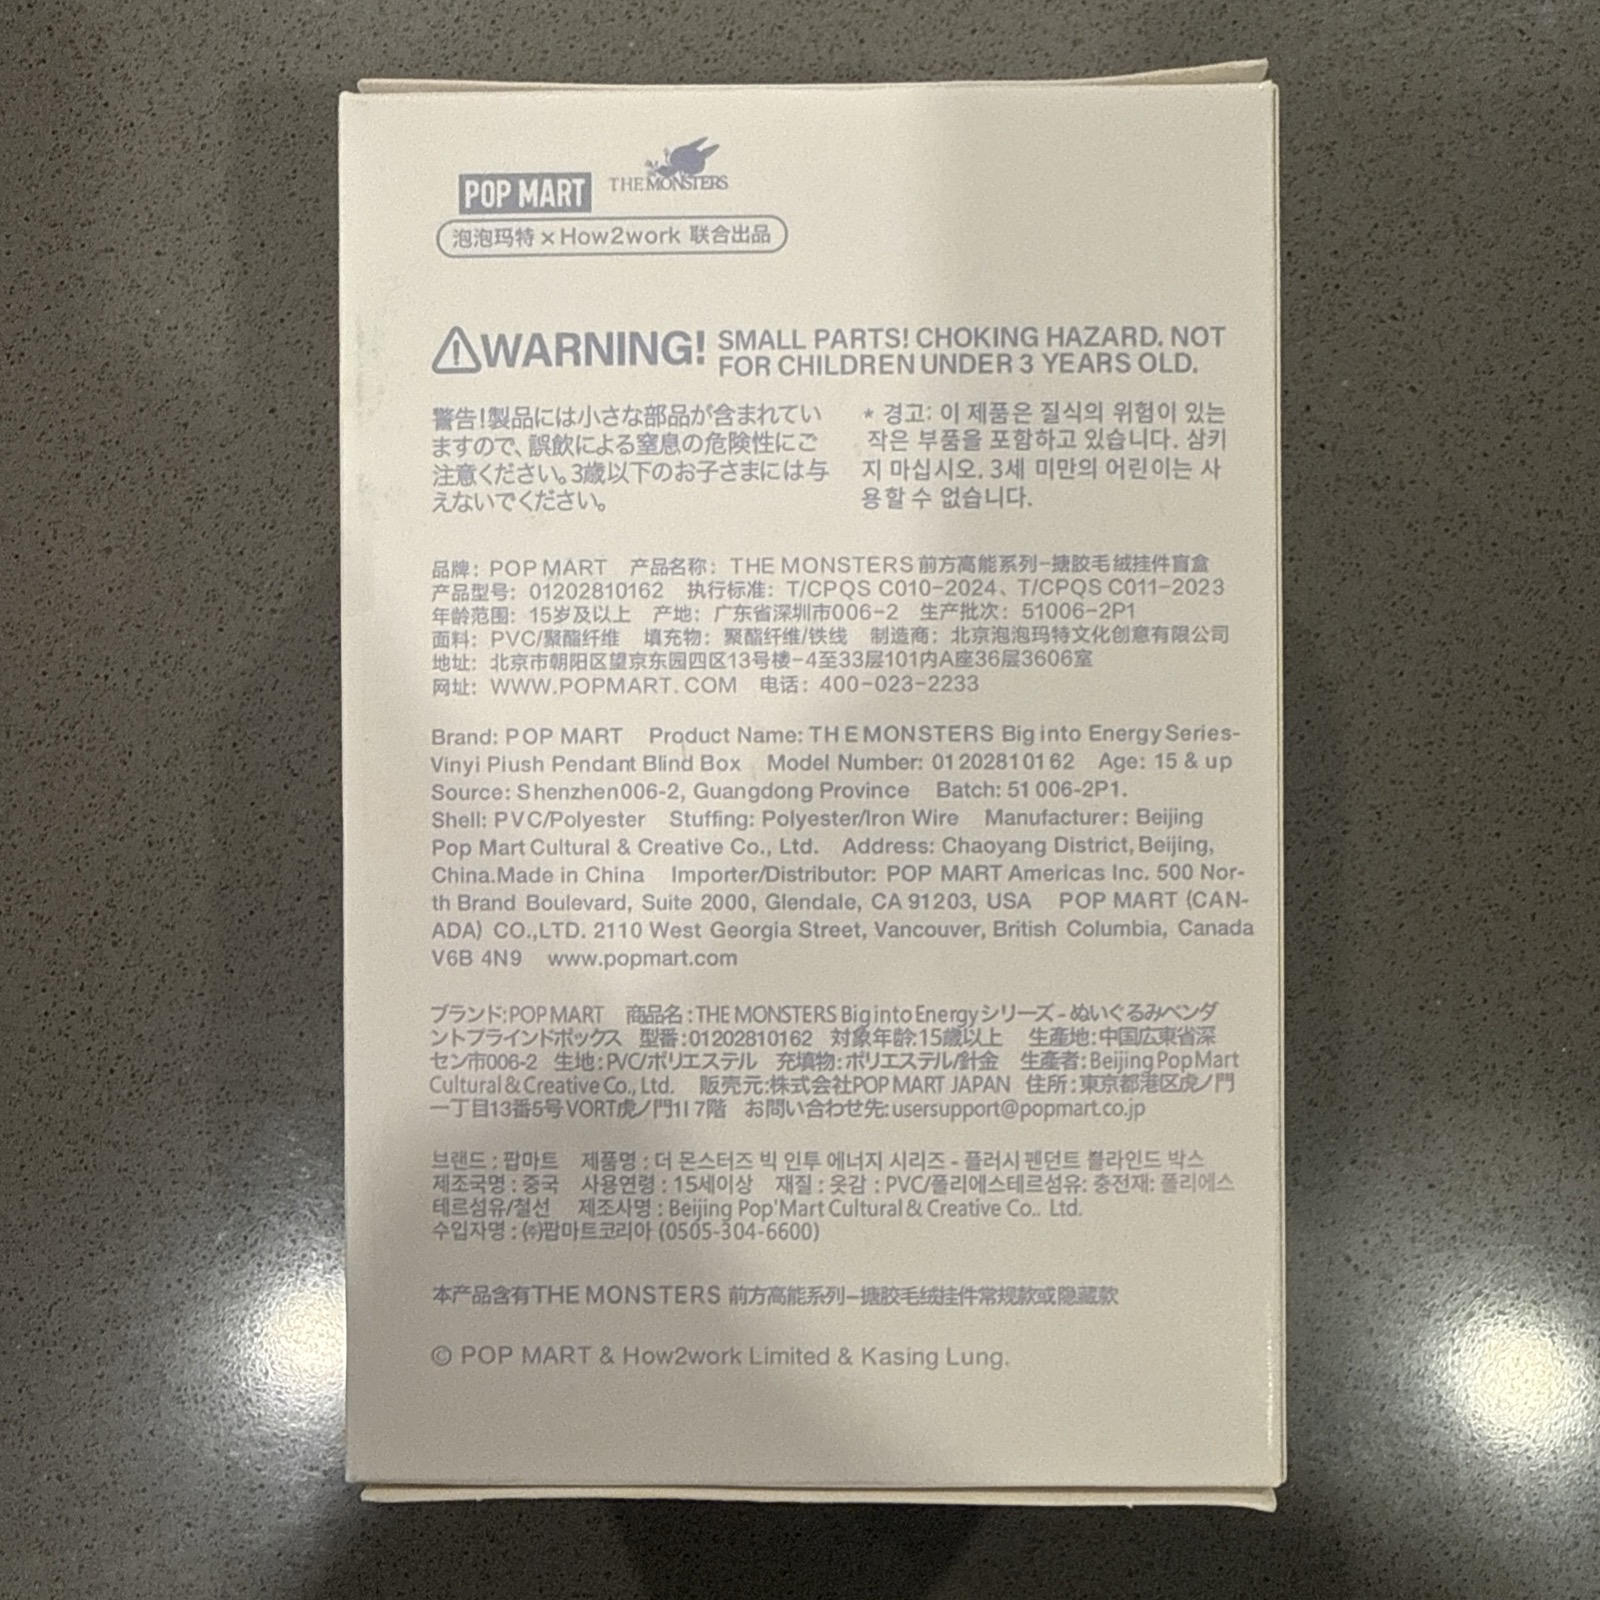 POP MART THE MONSTERS
泡泡玛特 × How2work 联合出品
WARNING! SMALL PARTS! CHOKING HAZARD. NOT
FOR CHILDREN UNDER 3 YEARS OLD.
警告!製品には小さな部品が含まれてい
ますので、誤飲による窒息の危険性にご
注意ください。3歳以下のお子さまには与
えないでください。
* 경고: 이 제품은 질식의 위험이 있는
작은 부품을 포함하고 있습니다. 삼키
지 마십시오. 3세 미만의 어린이는 사
용할 수 없습니다.
品牌: POP MART 产品名称: THE MONSTERS 前方高能系列-搪胶毛绒挂件盲盒
产品型号: 01202810162 执行标准: T/CPQS C010-2024、T/CPQS C011-2023
年龄范围: 15岁及以上 产地: 广东省深圳市006-2 生产批次: 51006-2P1
面料: PVC/聚酯纤维 填充物: 聚酯纤维/铁线 制造商: 北京泡泡玛特文化创意有限公司
地址: 北京市朝阳区望京东园四区13号楼-4至33层101内A座36层3606室
网址: WWW.POPMART.COM 电话: 400-023-2233
Brand: POP MART Product Name: THE MONSTERS Big into Energy Series-
Vinyi Piush Pendant Blind Box Model Number: 01202810162 Age: 15 & up
Source: Shenzhen006-2, Guangdong Province Batch: 51006-2P1.
Shell: PVC/Polyester Stuffing: Polyester/Iron Wire Manufacturer: Beijing
Pop Mart Cultural & Creative Co., Ltd. Address: Chaoyang District, Beijing,
China.Made in China Importer/Distributor: POP MART Americas Inc. 500 Nor-
th Brand Boulevard, Suite 2000, Glendale, CA 91203, USA POP MART (CAN-
ADA) CO.,LTD. 2110 West Georgia Street, Vancouver, British Columbia, Canada
V6B 4N9 www.popmart.com
ブランド:POP MART 商品名:THE MONSTERS Big into Energyシリーズ-ぬいぐるみペンダ
ントブラインドボックス 型番:01202810162 対象年齢:15歳以上 生産地:中国広東省深
セン市006-2 生地:PVC/ポリエステル 充填物:ポリエステル/針金 生産者:Beijing Pop Mart
Cultural & Creative Co., Ltd. 販売元:株式会社POP MART JAPAN 住所:東京都港区虎ノ門
一丁目13番5号 VORT虎ノ門II 7階 お問い合わせ先:usersupport@popmart.co.jp
브랜드 : 팝마트 제품명 : 더 몬스터즈 빅 인투 에너지 시리즈 - 플러시 펜던트 블라인드 박스
제조국명 : 중국 사용연령 : 15세이상 재질 : 옷감 : PVC/폴리에스테르섬유: 충전재: 폴리에스
테르섬유/철선 제조사명 : Beijing Pop'Mart Cultural & Creative Co.. Ltd.
수입자명 : ㈜팝마트코리아 (0505-304-6600)
本产品含有THE MONSTERS 前方高能系列-搪胶毛绒挂件常规款或隐藏款
© POP MART & How2work Limited & Kasing Lung.